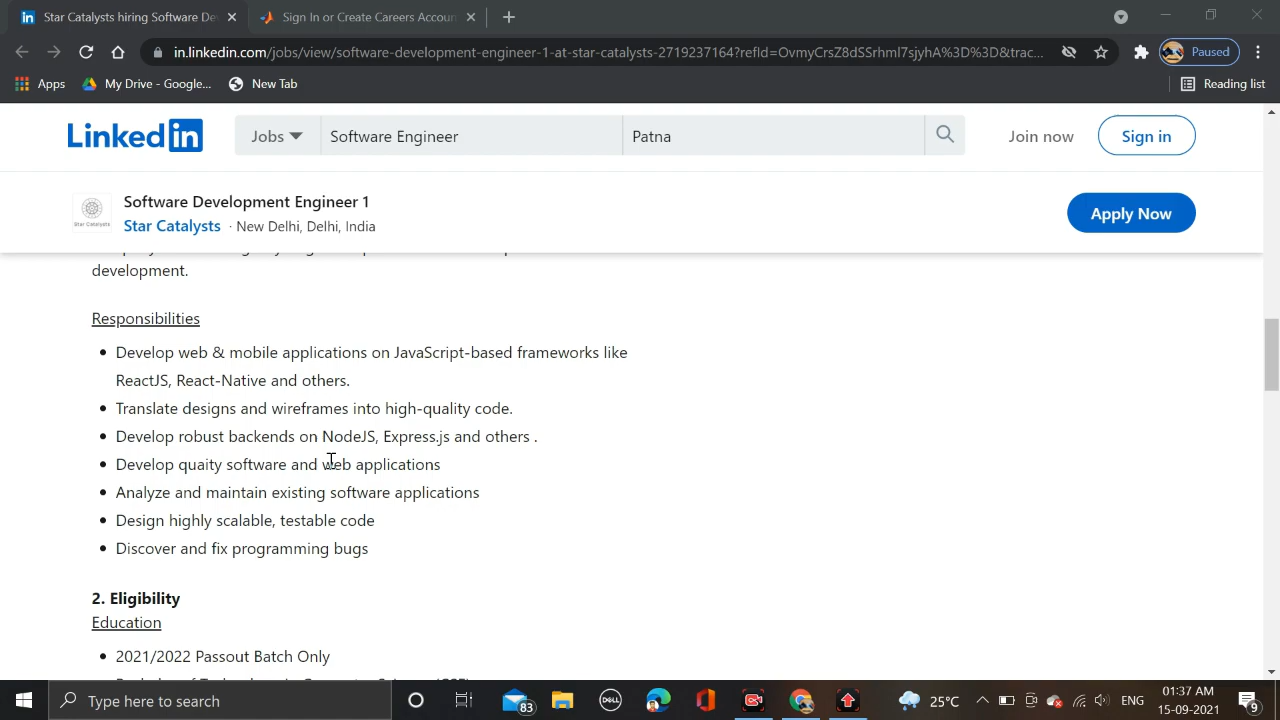 Star Catalysts hiring Software De
Sign In or Create Careers Accoun
in.linkedin.com/jobs/view/software-development-engineer-1-at-star-catalysts-2719237164?refId=OvmyCrsZ8dSSrhmI7sjyhA%3D%3D&trac...
Paused
Apps
My Drive - Google...
New Tab
Reading list
Linkedin
Jobs
Software Engineer
Patna
Join now
Sign in
Software Development Engineer 1
Star Catalysts
Star Catalysts · New Delhi, Delhi, India
Apply Now
development.
Responsibilities
• Develop web & mobile applications on JavaScript-based frameworks like
ReactJS, React-Native and others.
• Translate designs and wireframes into high-quality code.
• Develop robust backends on NodeJS, Express.js and others .
• Develop quaity software and web applications
• Analyze and maintain existing software applications
• Design highly scalable, testable code
• Discover and fix programming bugs
2. Eligibility
Education
• 2021/2022 Passout Batch Only
Type here to search
83
DELL
25°C
ENG
01:37 AM
15-09-2021
9